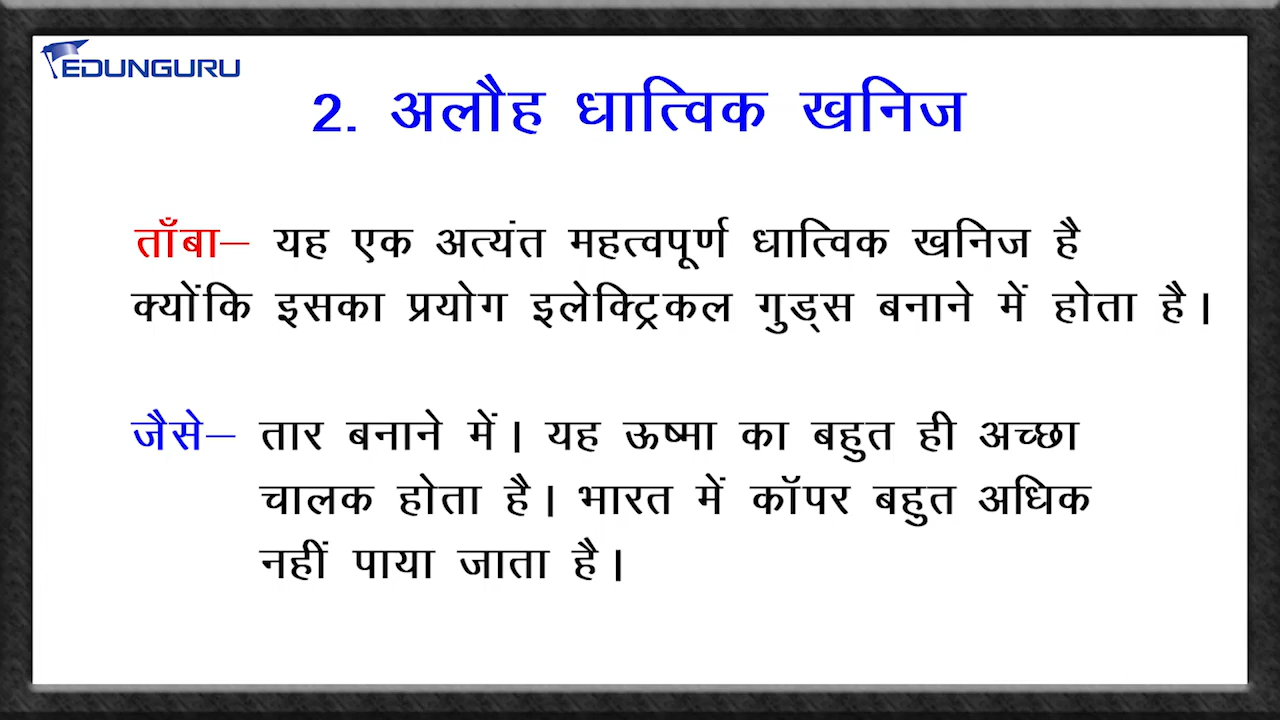 EDUNGURU
2. अलौह धात्विक खनिज
ताँबा– यह एक अत्यंत महत्वपूर्ण धात्विक खनिज है
क्योंकि इसका प्रयोग इलेक्ट्रिकल गुड्स बनाने में होता है।
जैसे– तार बनाने में। यह ऊष्मा का बहुत ही अच्छा
चालक होता है। भारत में कॉपर बहुत अधिक
नहीं पाया जाता है।